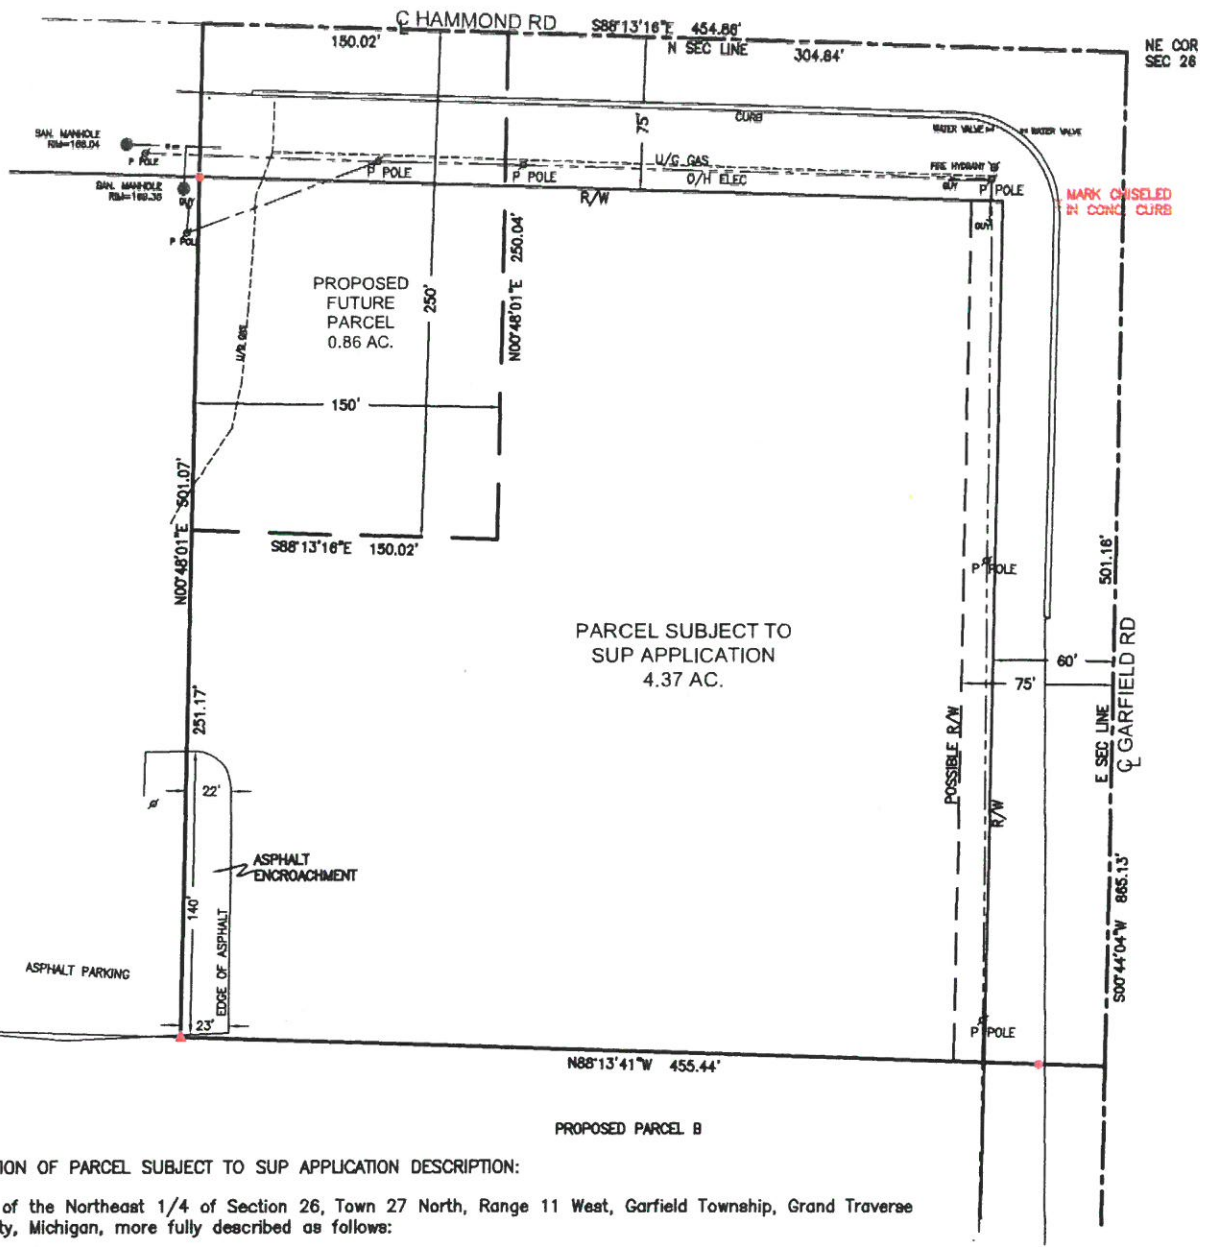 ℄ HAMMOND RD
S88°13'16"E 454.86'
150.02'
N SEC LINE
304.84'
NE COR
SEC 26
75'
CURB
WATER VALVE
WATER VALVE
SAN. MANHOLE
RIM=168.04
P POLE
U/G GAS
FIRE HYDRANT
P POLE
P POLE
O/H ELEC
GUY
P POLE
SAN. MANHOLE
GUY
R/W
MARK CHISELED
IN CONC. CURB
P POL
GUY
N00°48'01"E 250.04'
PROPOSED
FUTURE
PARCEL
0.86 AC.
250'
U/G GAS
150'
N00°48'01"E 501.07'
S88°13'16"E 150.02'
501.16'
P POLE
PARCEL SUBJECT TO
SUP APPLICATION
4.37 AC.
60'
75'
℄ GARFIELD RD
251.17'
E SEC LINE
POSSIBLE R/W
R/W
22'
ASPHALT
ENCROACHMENT
140'
S00°44'04"W 865.13'
EDGE OF ASPHALT
ASPHALT PARKING
23'
P POLE
N88°13'41"W 455.44'
PROPOSED PARCEL B
ION OF PARCEL SUBJECT TO SUP APPLICATION DESCRIPTION:
of the Northeast 1/4 of Section 26, Town 27 North, Range 11 West, Garfield Township, Grand Traverse
ty, Michigan, more fully described as follows: